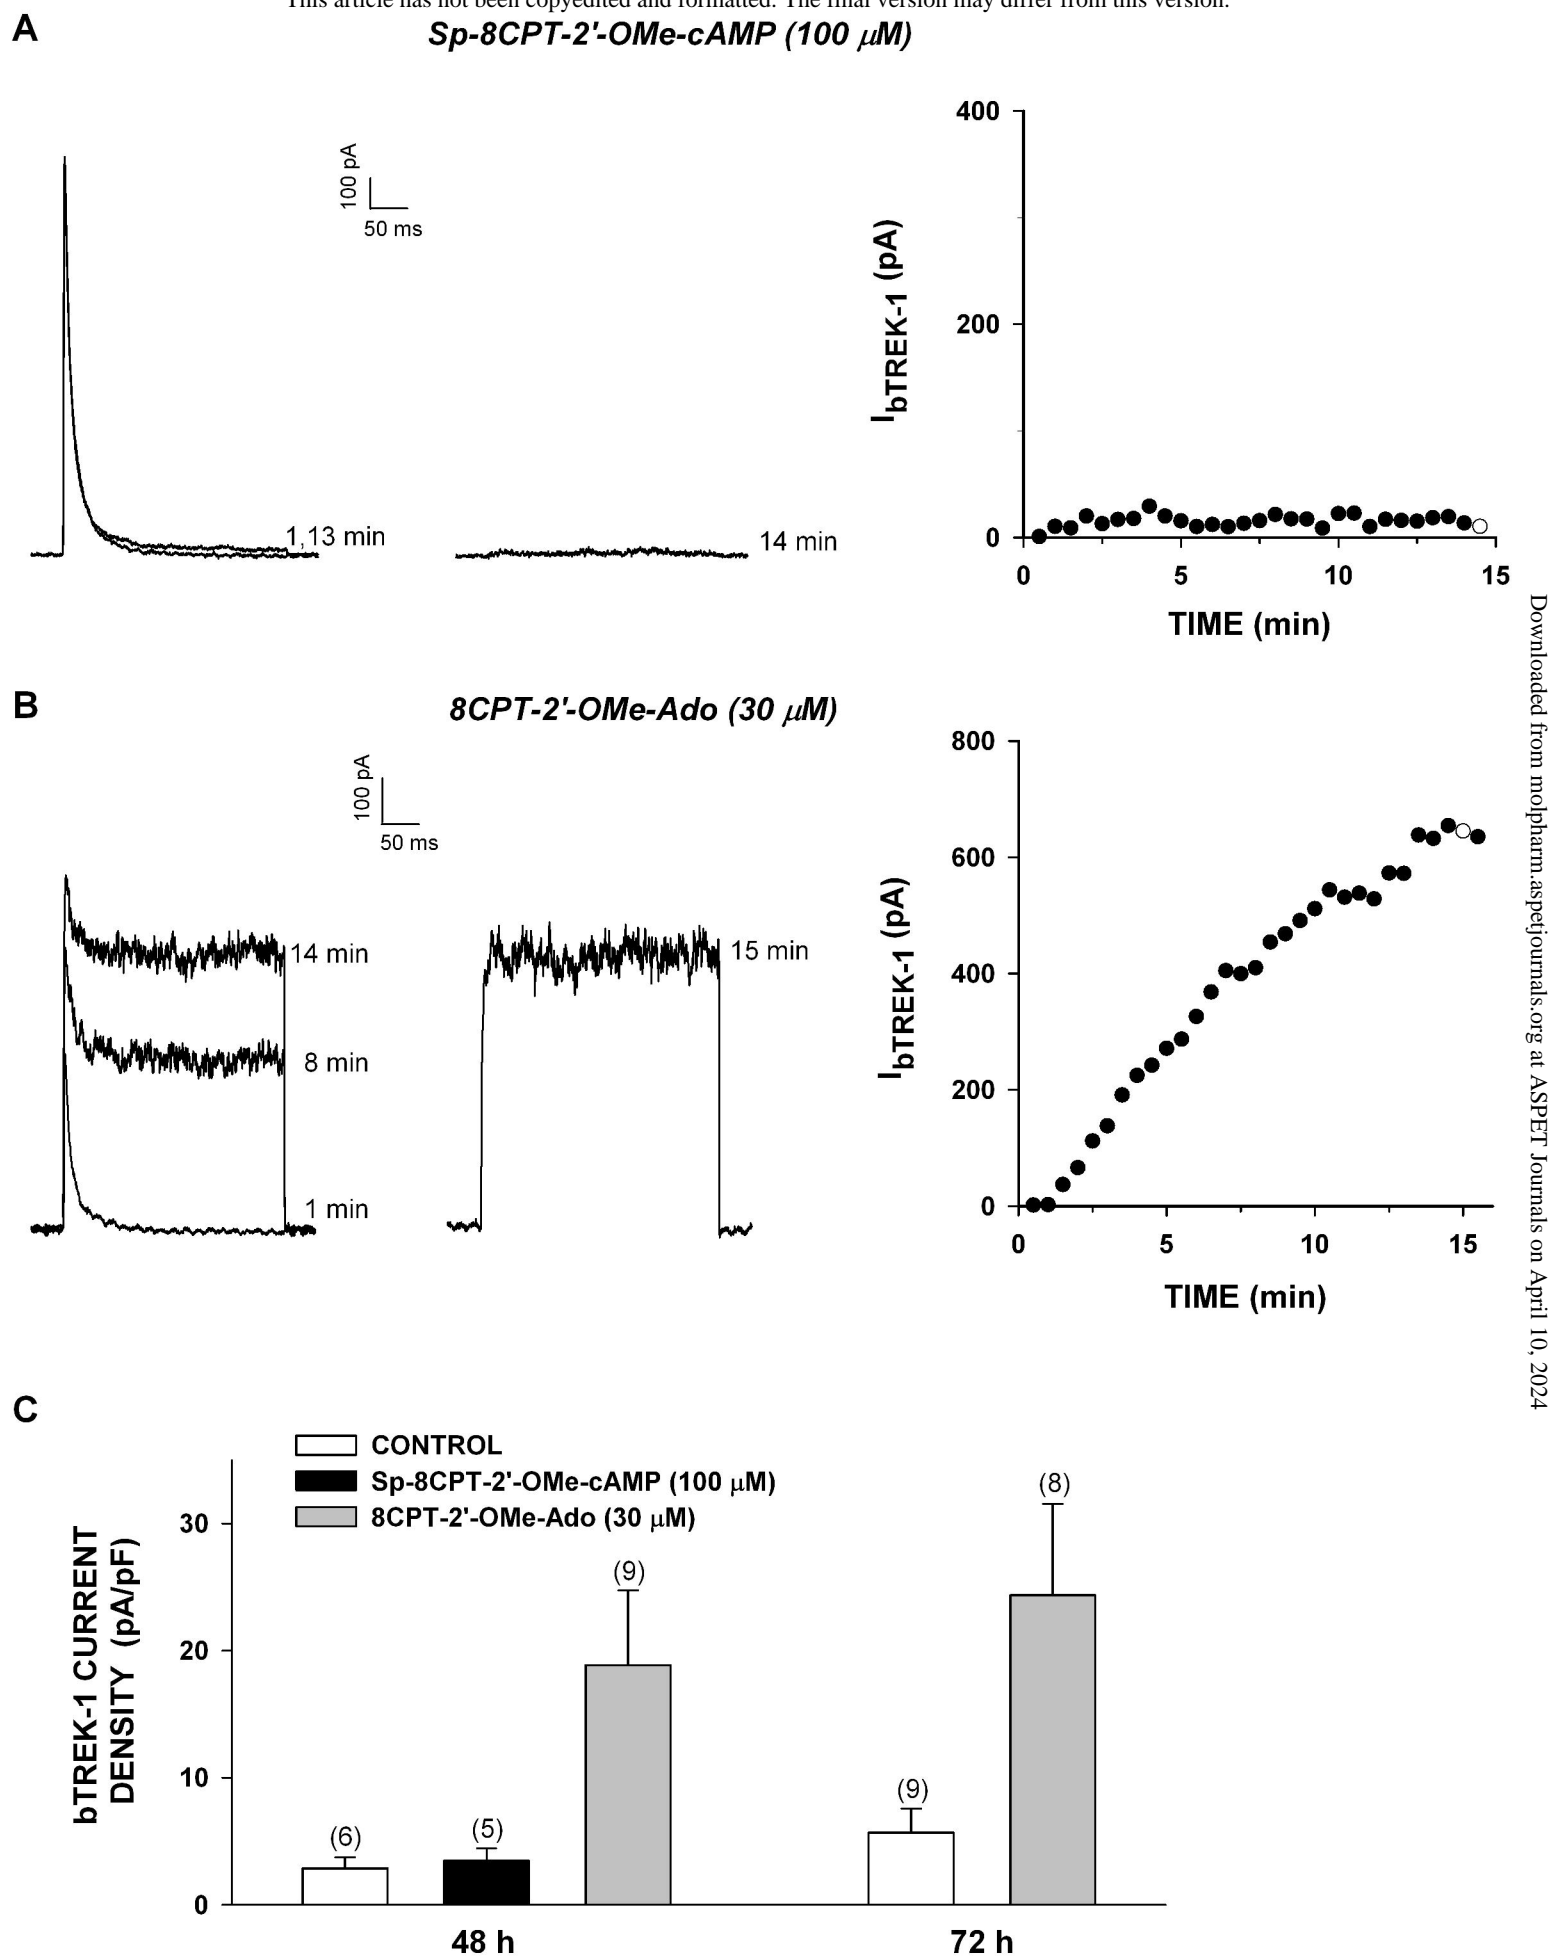 This article has not been copyedited and formatted. The final version may differ from this version.
A
Sp-8CPT-2'-OMe-cAMP (100 μM)
100 pA
50 ms
1,13 min
14 min
IbTREK-1 (pA)
400
200
0
0 5 10 15
TIME (min)
B
8CPT-2'-OMe-Ado (30 μM)
100 pA
50 ms
14 min
8 min
1 min
15 min
IbTREK-1 (pA)
800
600
400
200
0
0 5 10 15
TIME (min)
C
CONTROL
Sp-8CPT-2'-OMe-cAMP (100 μM)
8CPT-2'-OMe-Ado (30 μM)
bTREK-1 CURRENT
DENSITY (pA/pF)
30
20
10
0
(6)
(5)
(9)
(9)
(8)
48 h
72 h
Downloaded from molpharm.aspetjournals.org at ASPET Journals on April 10, 2024